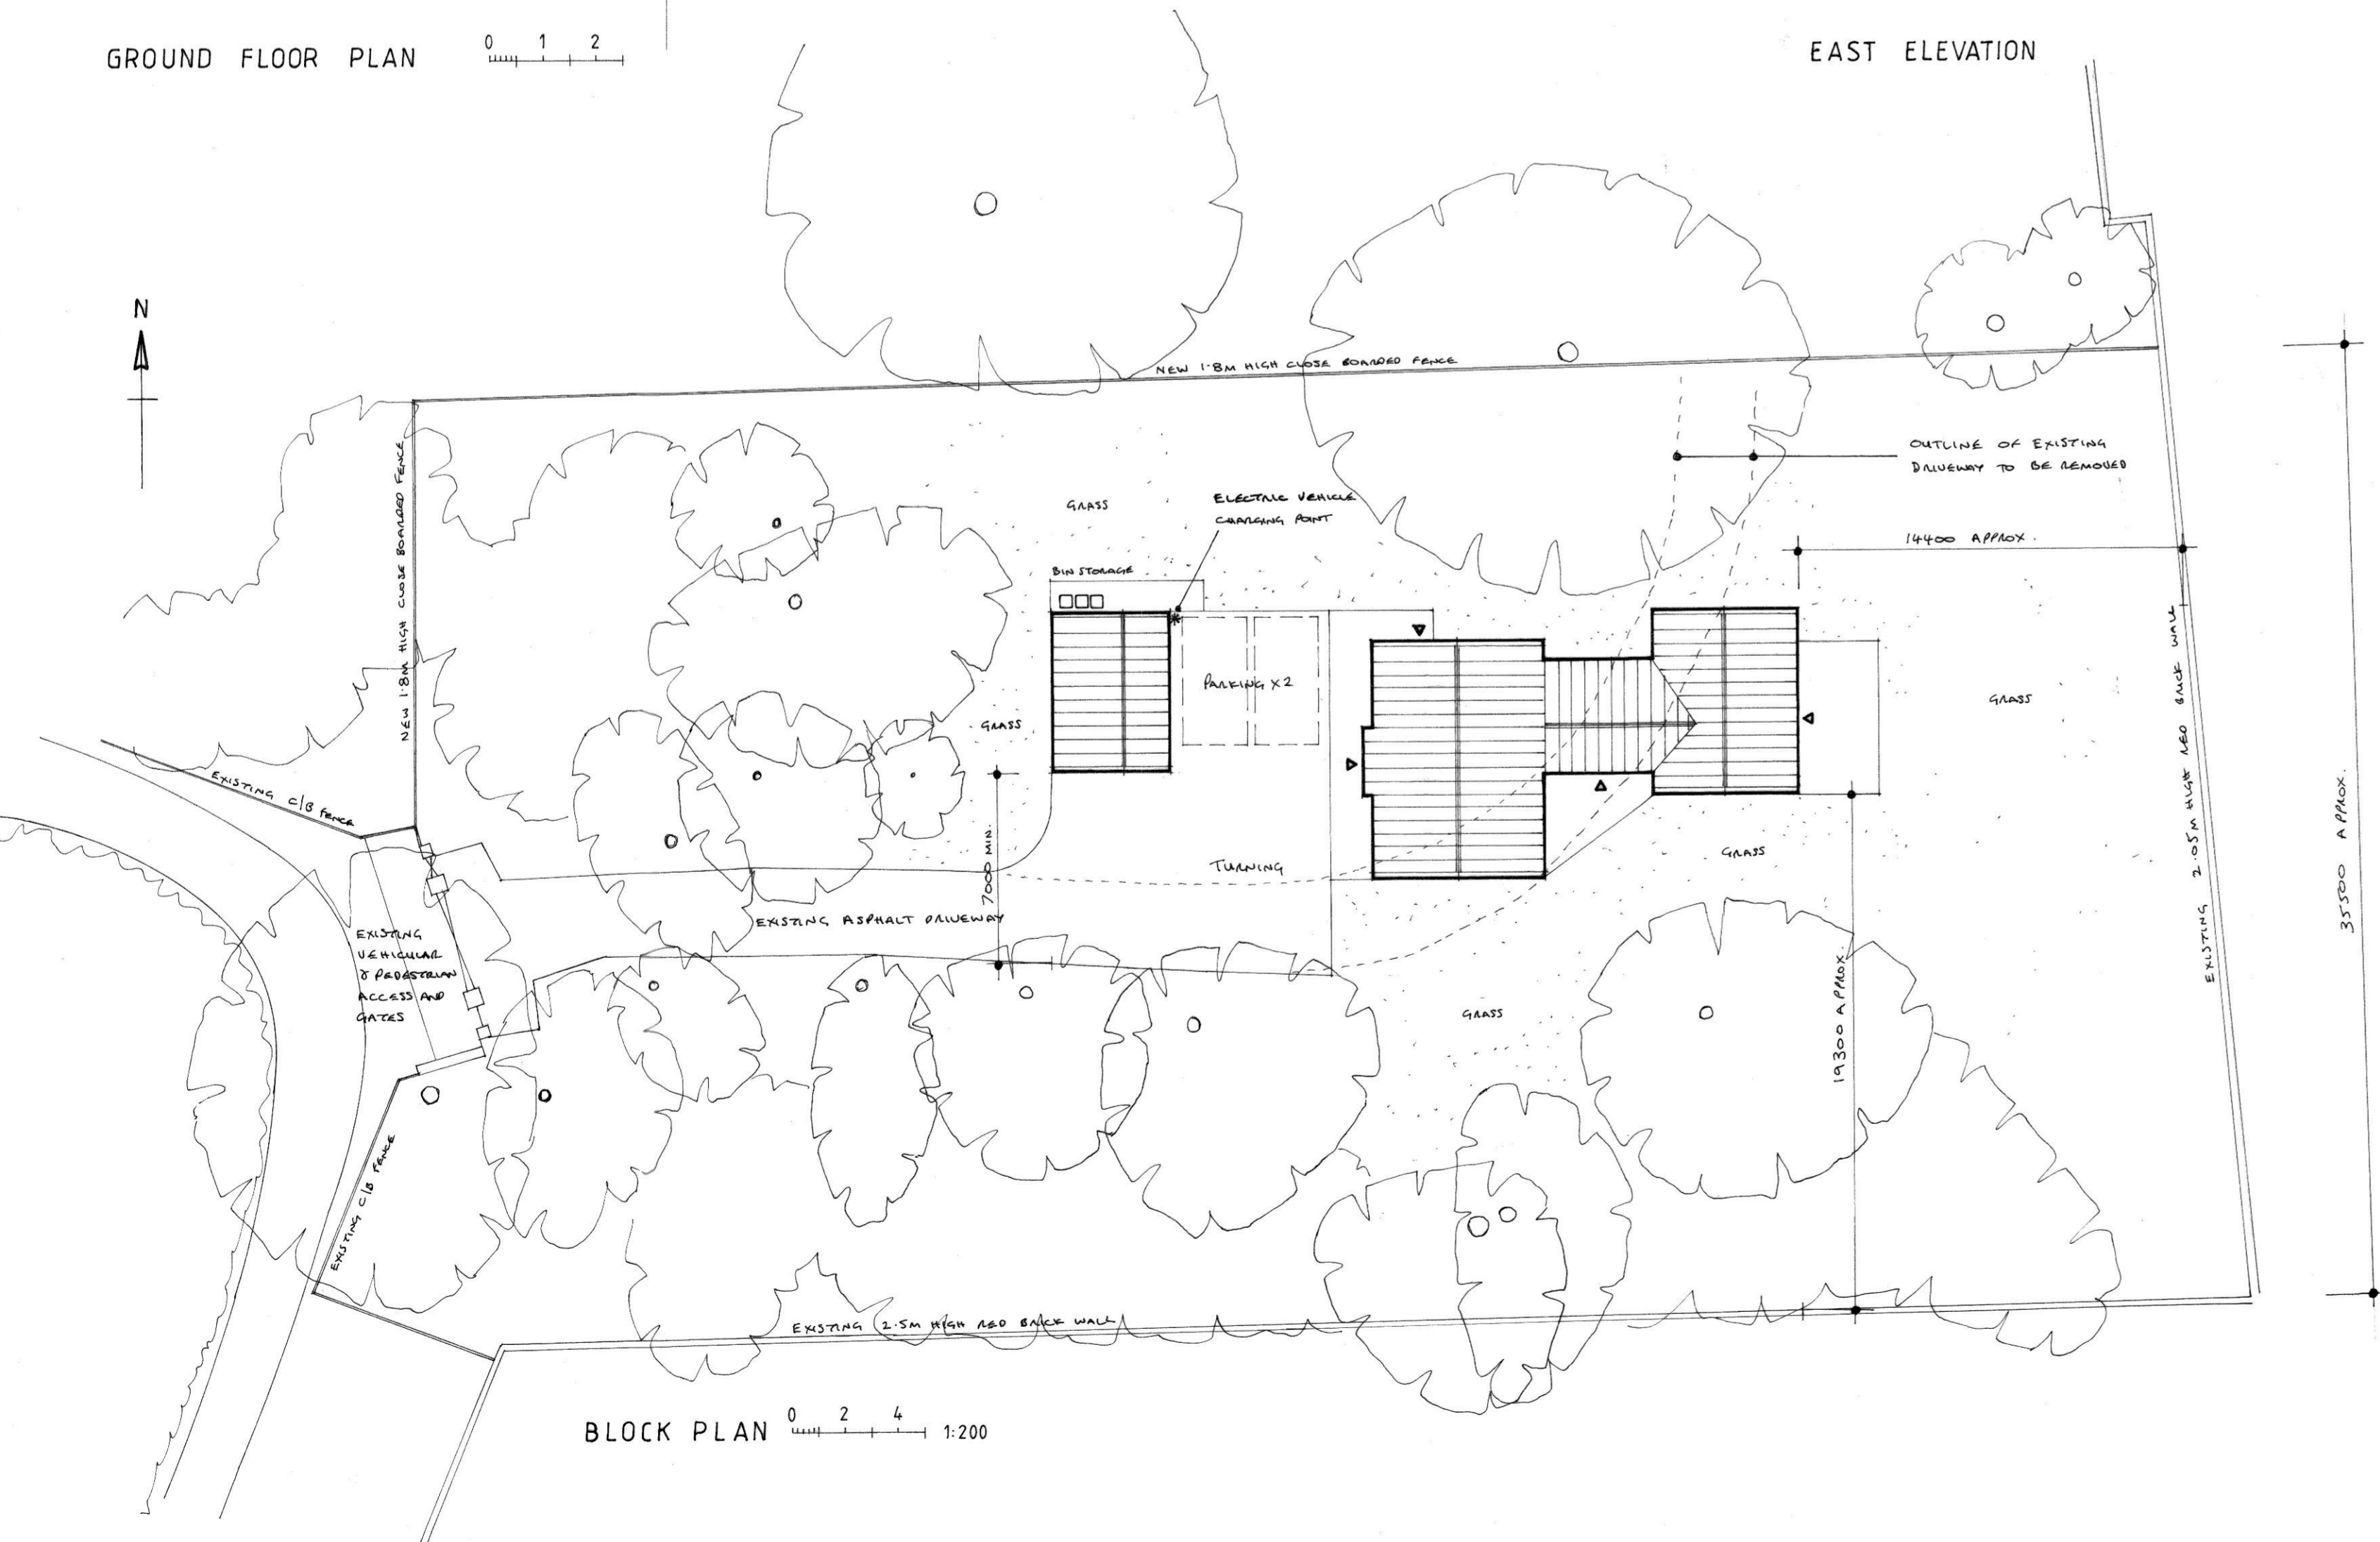 GROUND FLOOR PLAN
0 1 2
EAST ELEVATION
N
NEW 1·8M HIGH CLOSE BOARDED FENCE
NEW 1·8M HIGH CLOSE BOARDED FENCE
OUTLINE OF EXISTING
DRIVEWAY TO BE REMOVED
GRASS
ELECTRIC VEHICLE
CHARGING POINT
14400 APPROX.
BIN STORAGE
PARKING X2
GRASS
GRASS
EXISTING 2·05M HIGH RED BRICK WALL
35500 APPROX.
EXISTING C/B FENCE
7000 MIN.
TURNING
GRASS
EXISTING ASPHALT DRIVEWAY
EXISTING
VEHICULAR
& PEDESTRIAN
ACCESS AND
GATES
GRASS
19300 APPROX.
EXISTING C/B FENCE
EXISTING 2·5M HIGH RED BRICK WALL
BLOCK PLAN
0 2 4
1:200